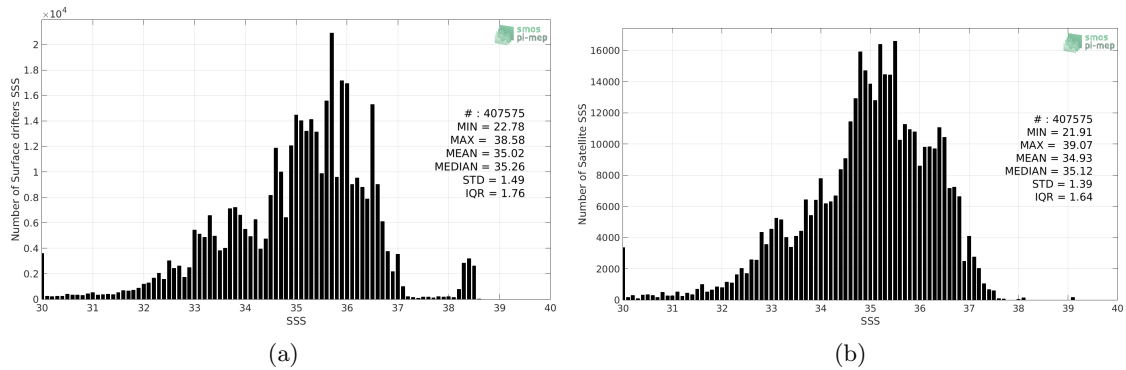 ×10⁴
2
1.8
1.6
1.4
1.2
1
0.8
0.6
0.4
0.2
0
Number of Surface drifters SSS
smos
pi-mep
# : 407575
MIN = 22.78
MAX = 38.58
MEAN = 35.02
MEDIAN = 35.26
STD = 1.49
IQR = 1.76
30 31 32 33 34 35 36 37 38 39 40
SSS
(a)
16000
14000
12000
10000
8000
6000
4000
2000
0
Number of Satellite SSS
smos
pi-mep
# : 407575
MIN = 21.91
MAX = 39.07
MEAN = 34.93
MEDIAN = 35.12
STD = 1.39
IQR = 1.64
30 31 32 33 34 35 36 37 38 39 40
SSS
(b)